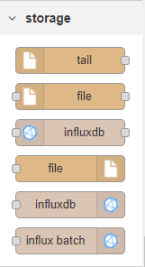 storage
tail
file
influxdb
file
influxdb
influx batch